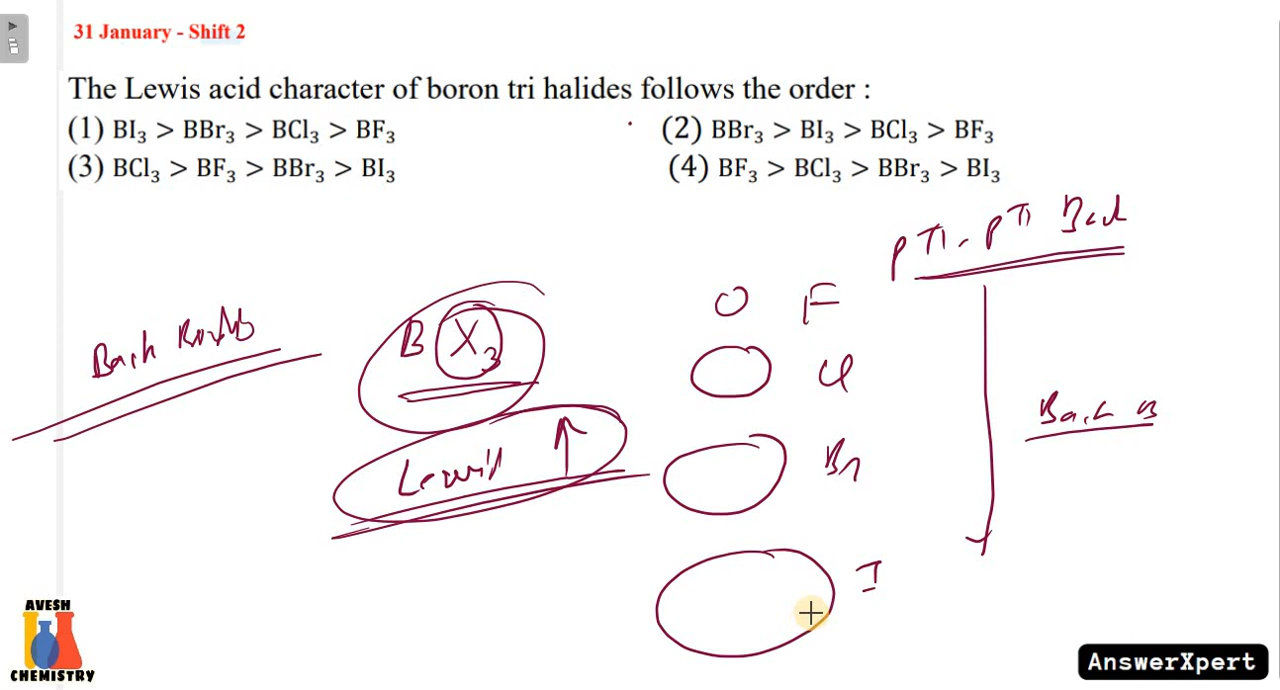 31 January - Shift 2
The Lewis acid character of boron tri halides follows the order :
(1) BI₃ > BBr₃ > BCl₃ > BF₃
(2) BBr₃ > BI₃ > BCl₃ > BF₃
(3) BCl₃ > BF₃ > BBr₃ > BI₃
(4) BF₃ > BCl₃ > BBr₃ > BI₃
pπ - pπ
F
Back
BX₃
Cl
Back B
Lewis ↑
Br
I
AVESH
CHEMISTRY
AnswerXpert